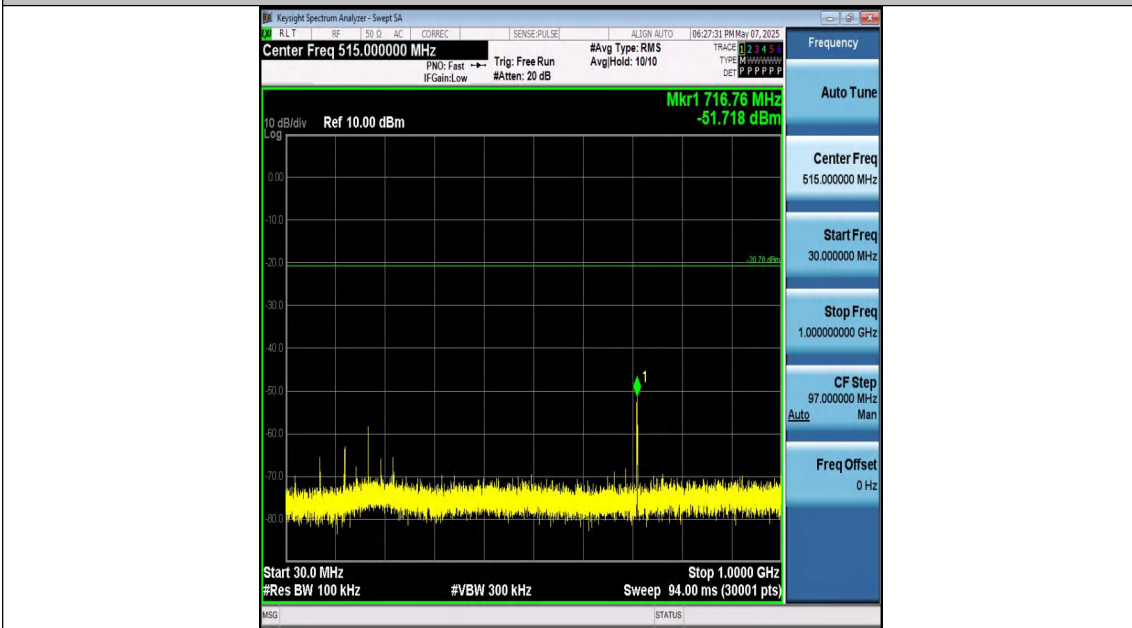 Keysight Spectrum Analyzer - Swept SA
RLT RF 50 Ω AC CORREC SENSE:PULSE ALIGN AUTO 06:27:31 PM May 07, 2025
Center Freq 515.000000 MHz
PNO: Fast
IFGain:Low
Trig: Free Run
#Atten: 20 dB
#Avg Type: RMS
Avg|Hold: 10/10
TRACE 1 2 3 4 5 6
TYPE MWWWWW
DET P P P P P P
Mkr1 716.76 MHz
-51.718 dBm
10 dB/div Ref 10.00 dBm
Log
0.00
-10.0
-20.0
-20.78 dBm
-30.0
-40.0
1
-50.0
-60.0
-70.0
-80.0
Start 30.0 MHz Stop 1.0000 GHz
#Res BW 100 kHz #VBW 300 kHz Sweep 94.00 ms (30001 pts)
MSG STATUS
Frequency
Auto Tune
Center Freq
515.000000 MHz
Start Freq
30.000000 MHz
Stop Freq
1.000000000 GHz
CF Step
97.000000 MHz
Auto Man
Freq Offset
0 Hz